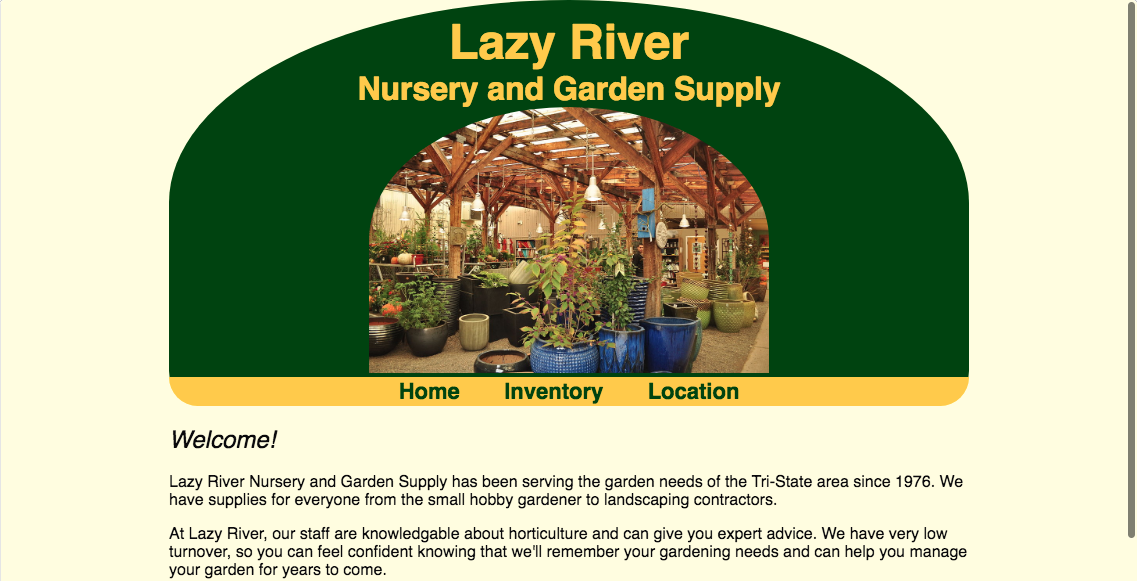 Lazy River
Nursery and Garden Supply
Home Inventory Location
Welcome!
Lazy River Nursery and Garden Supply has been serving the garden needs of the Tri-State area since 1976. We
have supplies for everyone from the small hobby gardener to landscaping contractors.
At Lazy River, our staff are knowledgable about horticulture and can give you expert advice. We have very low
turnover, so you can feel confident knowing that we'll remember your gardening needs and can help you manage
your garden for years to come.